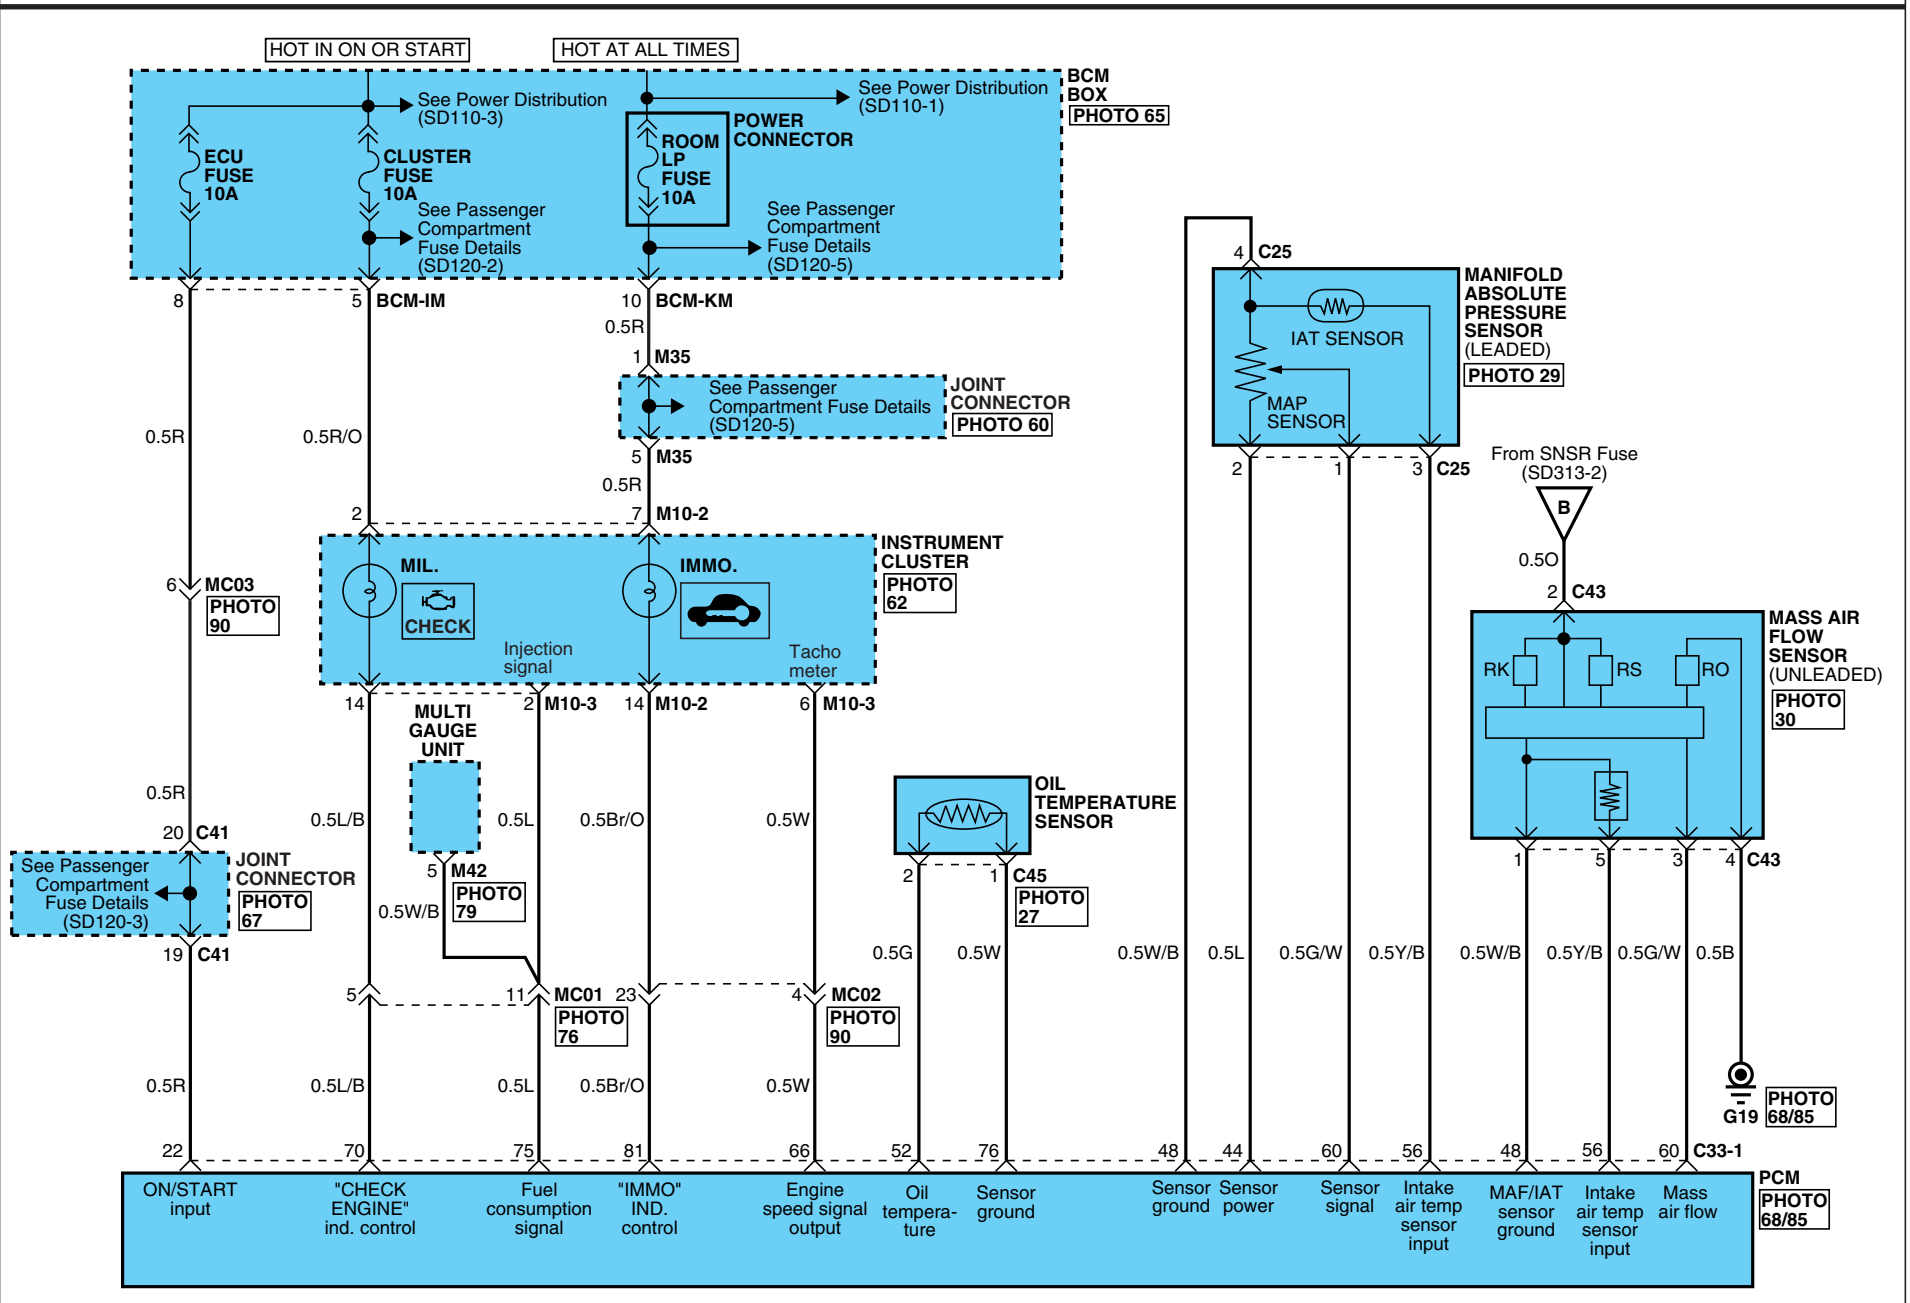 HOT IN ON OR START
HOT AT ALL TIMES
BCM
BOX
PHOTO 65
See Power Distribution
(SD110-3)
See Power Distribution
(SD110-1)
POWER
CONNECTOR
ECU
FUSE
10A
CLUSTER
FUSE
10A
ROOM
LP
FUSE
10A
See Passenger
Compartment
Fuse Details
(SD120-2)
See Passenger
Compartment
Fuse Details
(SD120-5)
8
5
BCM-IM
10
BCM-KM
0.5R
1
M35
See Passenger
Compartment Fuse Details
(SD120-5)
JOINT
CONNECTOR
PHOTO 60
5
M35
0.5R
0.5R
0.5R/O
2
7
M10-2
4
C25
MANIFOLD
ABSOLUTE
PRESSURE
SENSOR
(LEADED)
PHOTO 29
IAT SENSOR
MAP
SENSOR
2
1
3
C25
From SNSR Fuse
(SD313-2)
B
0.5O
2
C43
INSTRUMENT
CLUSTER
PHOTO
62
MIL.
CHECK
IMMO.
Injection
signal
Tacho
meter
6
MC03
PHOTO
90
MASS AIR
FLOW
SENSOR
(UNLEADED)
PHOTO
30
RK
RS
RO
14
2
M10-3
14
M10-2
6
M10-3
MULTI
GAUGE
UNIT
OIL
TEMPERATURE
SENSOR
0.5R
0.5L/B
0.5L
0.5Br/O
0.5W
20
C41
See Passenger
Compartment
Fuse Details
(SD120-3)
JOINT
CONNECTOR
PHOTO
67
5
M42
PHOTO
79
0.5W/B
2
1
C45
PHOTO
27
1
5
3
4
C43
19
C41
0.5G
0.5W
0.5W/B
0.5L
0.5G/W
0.5Y/B
0.5W/B
0.5Y/B
0.5G/W
0.5B
5
11
MC01
PHOTO
76
23
4
MC02
PHOTO
90
0.5R
0.5L/B
0.5L
0.5Br/O
0.5W
G19
PHOTO
68/85
22
70
75
81
66
52
76
48
44
60
56
48
56
60
C33-1
PCM
PHOTO
68/85
ON/START
input
"CHECK
ENGINE"
ind. control
Fuel
consumption
signal
"IMMO"
IND.
control
Engine
speed signal
output
Oil
tempera-
ture
Sensor
ground
Sensor
ground
Sensor
power
Sensor
signal
Intake
air temp
sensor
input
MAF/IAT
sensor
ground
Intake
air temp
sensor
input
Mass
air flow